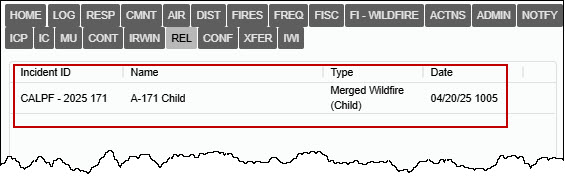 HOME LOG RESP CMNT AIR DIST FIRES FREQ FISC FI - WILDFIRE ACTNS ADMIN NOTFY
ICP IC MU CONT IRWIN REL CONF XFER IWI
Incident ID Name Type Date
CALPF - 2025 171 A-171 Child Merged Wildfire (Child) 04/20/25 1005